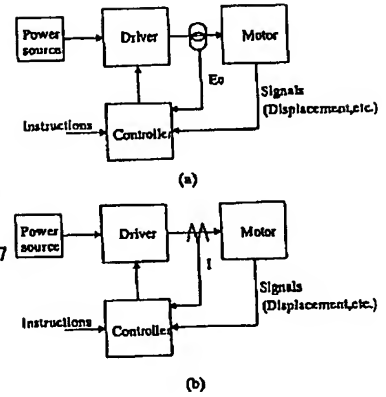 Power
source
Driver
Motor
Eo
Signals
(Displacement,etc.)
Instructions
Controller
(a)
7
Power
source
Driver
Motor
I
Signals
(Displacement,etc.)
Instructions
Controller
(b)